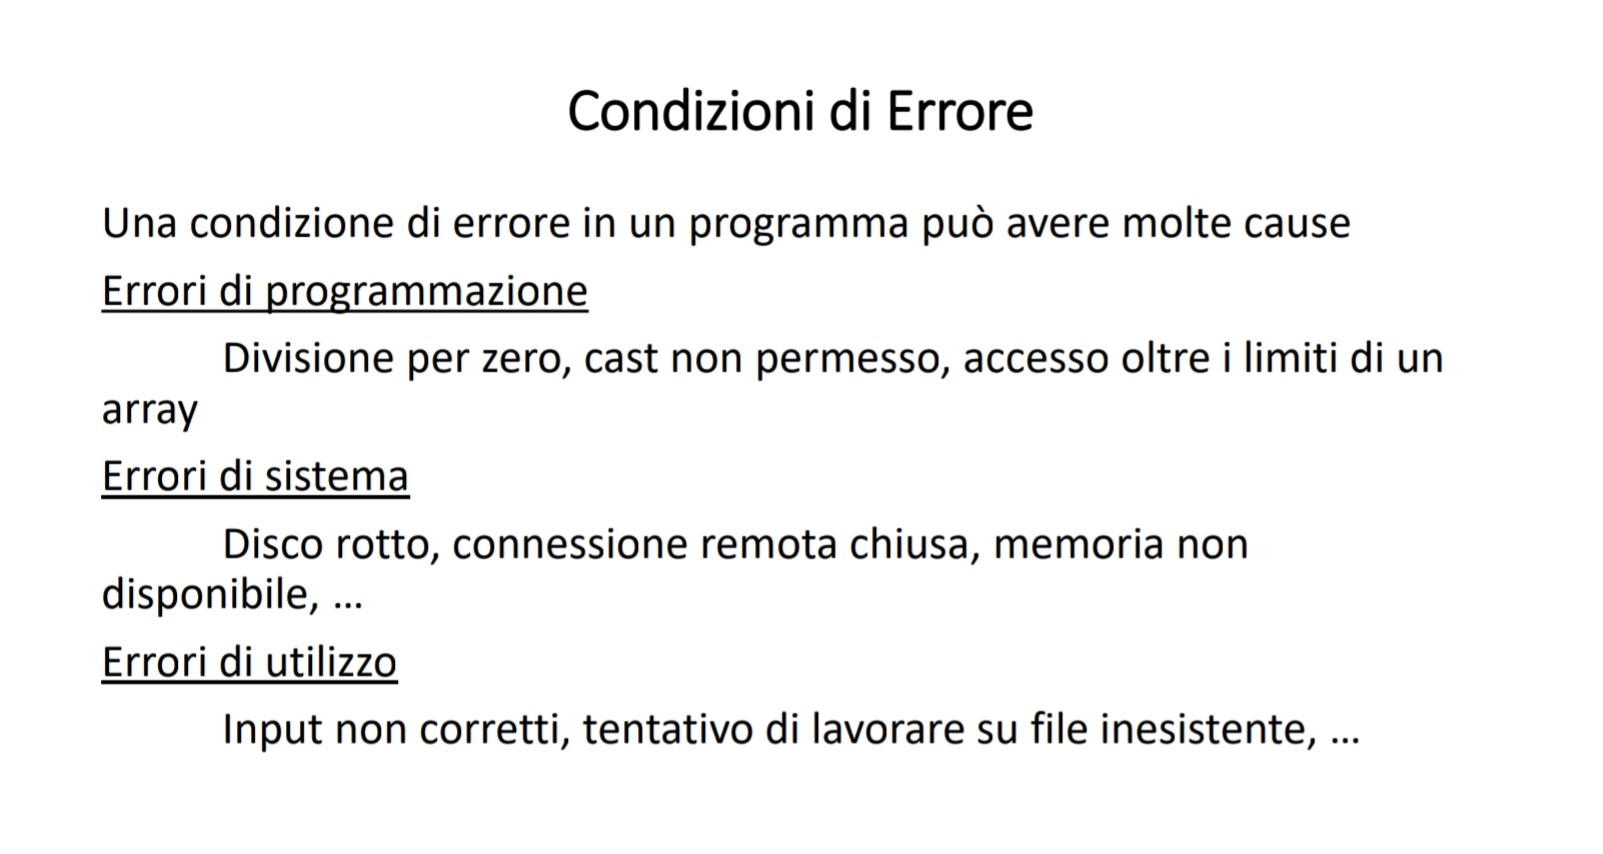 Condizioni di Errore
Una condizione di errore in un programma può avere molte cause
Errori di programmazione
Divisione per zero, cast non permesso, accesso oltre i limiti di un
array
Errori di sistema
Disco rotto, connessione remota chiusa, memoria non
disponibile, ...
Errori di utilizzo
Input non corretti, tentativo di lavorare su file inesistente, ...